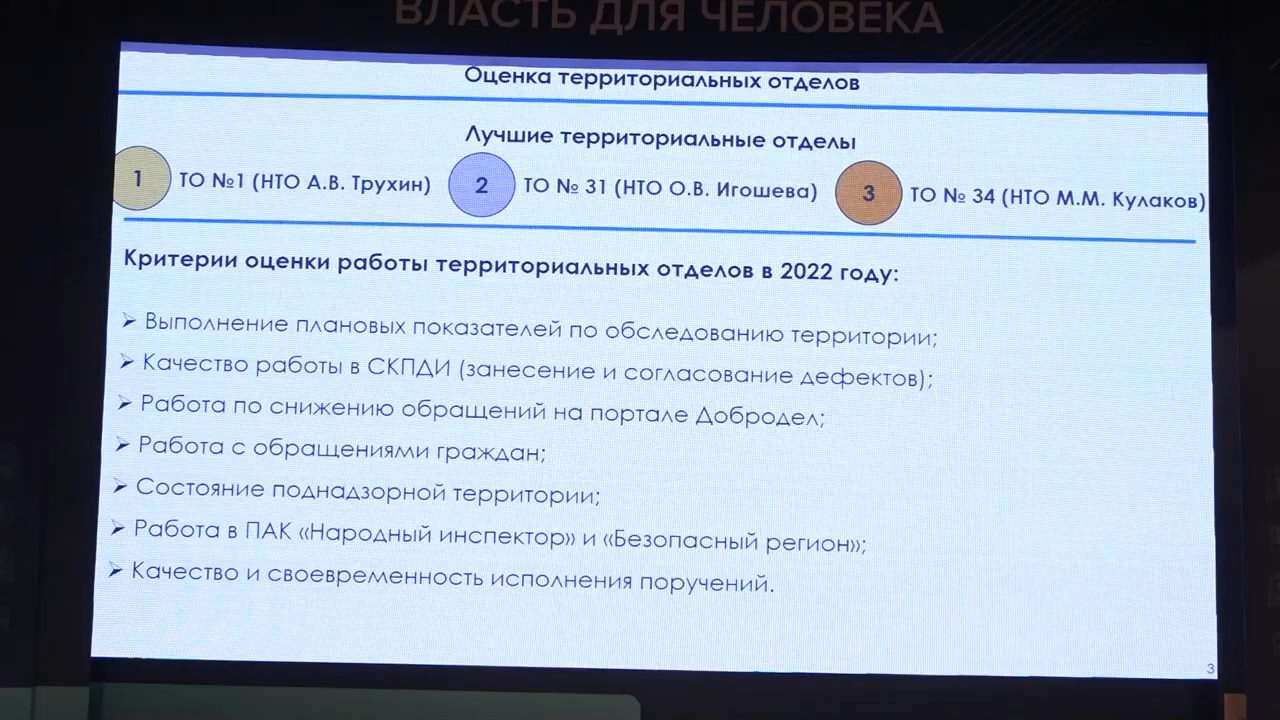 ВЛАСТЬ ДЛЯ ЧЕЛОВЕКА
Оценка территориальных отделов
Лучшие территориальные отделы
1 ТО №1 (НТО А.В. Трухин) 2 ТО № 31 (НТО О.В. Игошева) 3 ТО № 34 (НТО М.М. Кулаков)
Критерии оценки работы территориальных отделов в 2022 году:
➢ Выполнение плановых показателей по обследованию территории;
➢ Качество работы в СКПДИ (занесение и согласование дефектов);
➢ Работа по снижению обращений на портале Добродел;
➢ Работа с обращениями граждан;
➢ Состояние поднадзорной территории;
➢ Работа в ПАК «Народный инспектор» и «Безопасный регион»;
➢ Качество и своевременность исполнения поручений.
3